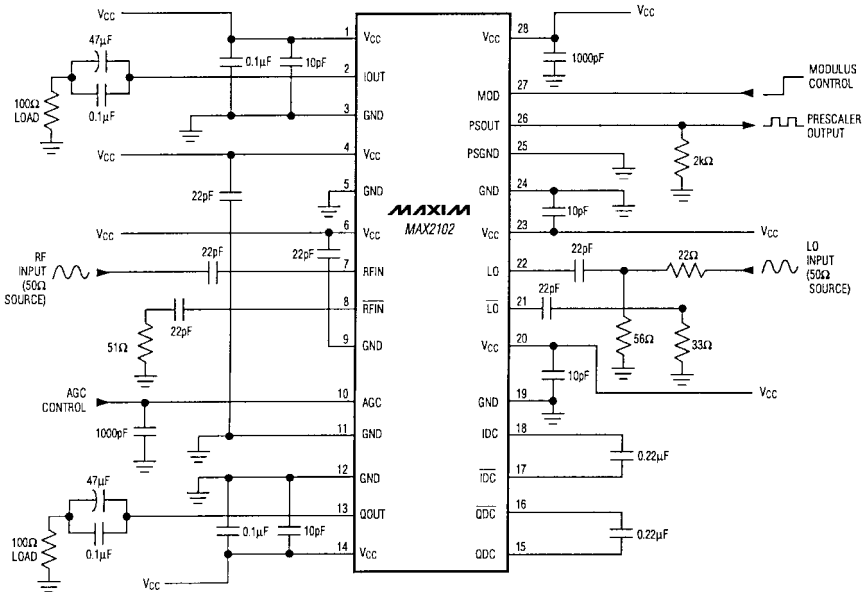 VCC
1
VCC
47μF
0.1μF
10pF
2
IOUT
100Ω
LOAD
0.1μF
3
GND
VCC
4
VCC
22pF
5
GND
VCC
6
VCC
22pF
22pF
RF
INPUT
(50Ω
SOURCE)
7
RFIN
8
RFIN
22pF
51Ω
9
GND
AGC
CONTROL
10
AGC
1000pF
11
GND
12
GND
47μF
13
QOUT
0.1μF
10pF
0.1μF
100Ω
LOAD
14
VCC
VCC
MAXIM
MAX2102
VCC
VCC
28
1000pF
MOD
27
MODULUS
CONTROL
PSOUT
26
PRESCALER
OUTPUT
PSGND
25
2kΩ
GND
24
10pF
VCC
23
VCC
LO
22
22pF
22Ω
LO
INPUT
(50Ω
SOURCE)
LO
21
22pF
56Ω
33Ω
VCC
20
10pF
VCC
GND
19
IDC
18
0.22μF
IDC
17
QDC
16
0.22μF
QDC
15